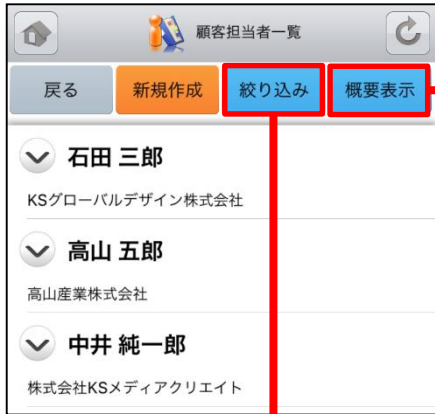 顧客担当者一覧
戻る 新規作成 絞り込み 概要表示
石田 三郎
KSグローバルデザイン株式会社
高山 五郎
高山産業株式会社
中井 純一郎
株式会社KSメディアクリエイト